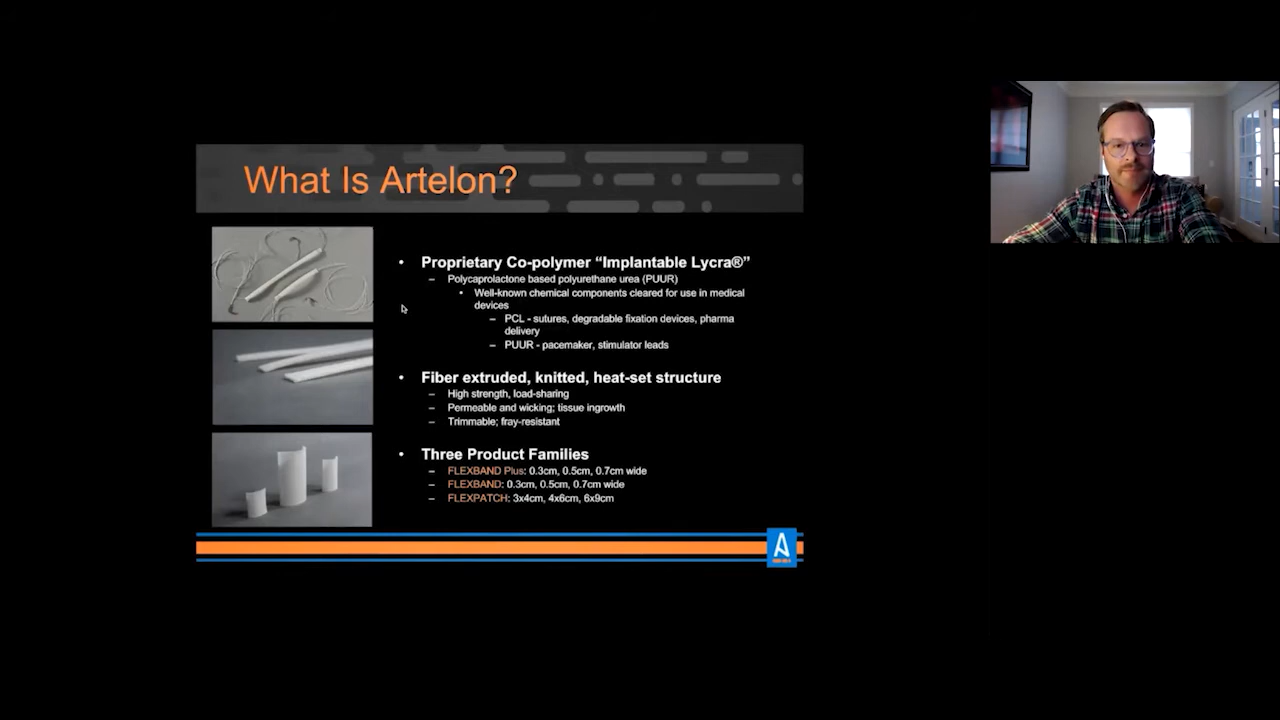 What Is Artelon?
• Proprietary Co-polymer “Implantable Lycra®”
– Polycaprolactone based polyurethane urea (PUUR)
• Well-known chemical components cleared for use in medical
devices
– PCL - sutures, degradable fixation devices, pharma
delivery
– PUUR - pacemaker, stimulator leads
• Fiber extruded, knitted, heat-set structure
– High strength, load-sharing
– Permeable and wicking; tissue ingrowth
– Trimmable; fray-resistant
• Three Product Families
– FLEXBAND Plus: 0.3cm, 0.5cm, 0.7cm wide
– FLEXBAND: 0.3cm, 0.5cm, 0.7cm wide
– FLEXPATCH: 3x4cm, 4x6cm, 6x9cm